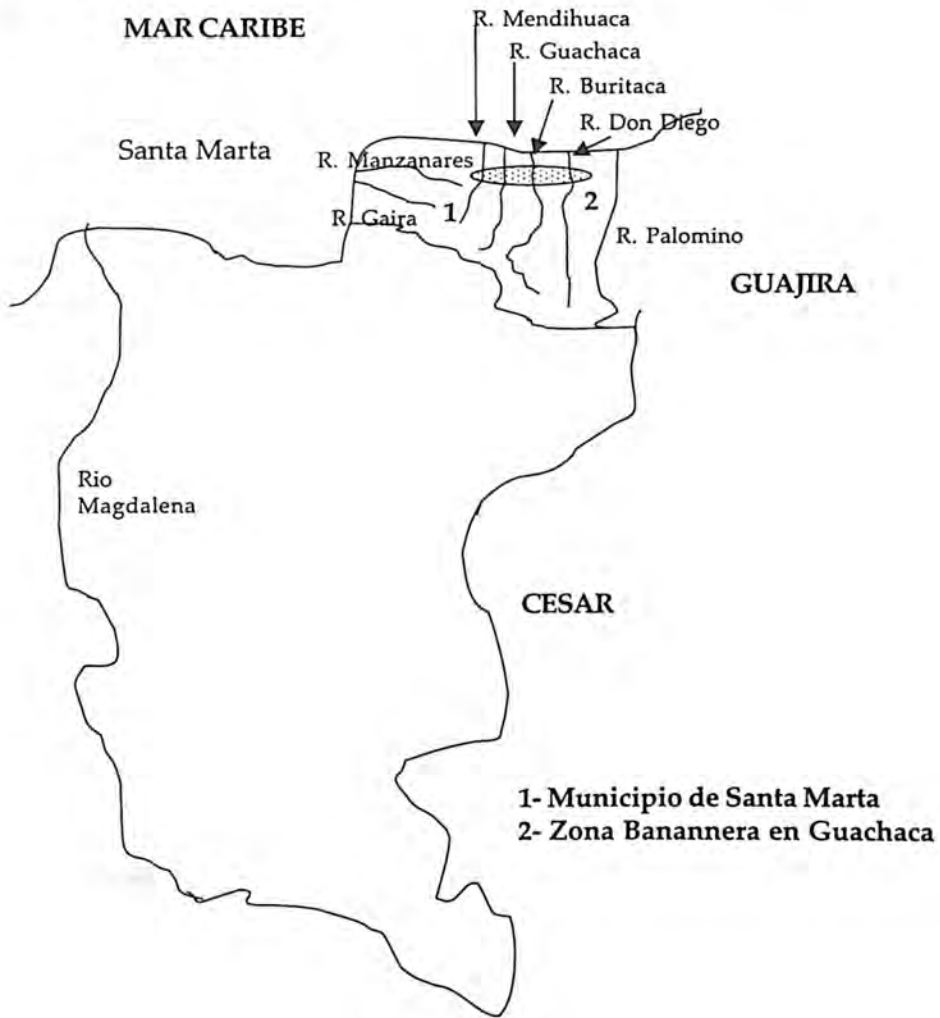 MAR CARIBE
R. Mendihuaca
R. Guachaca
R. Buritaca
R. Don Diego
Santa Marta
R. Manzanares
R. Gaira
1
2
R. Palomino
GUAJIRA
Rio
Magdalena
CESAR
1- Municipio de Santa Marta
2- Zona Banannera en Guachaca